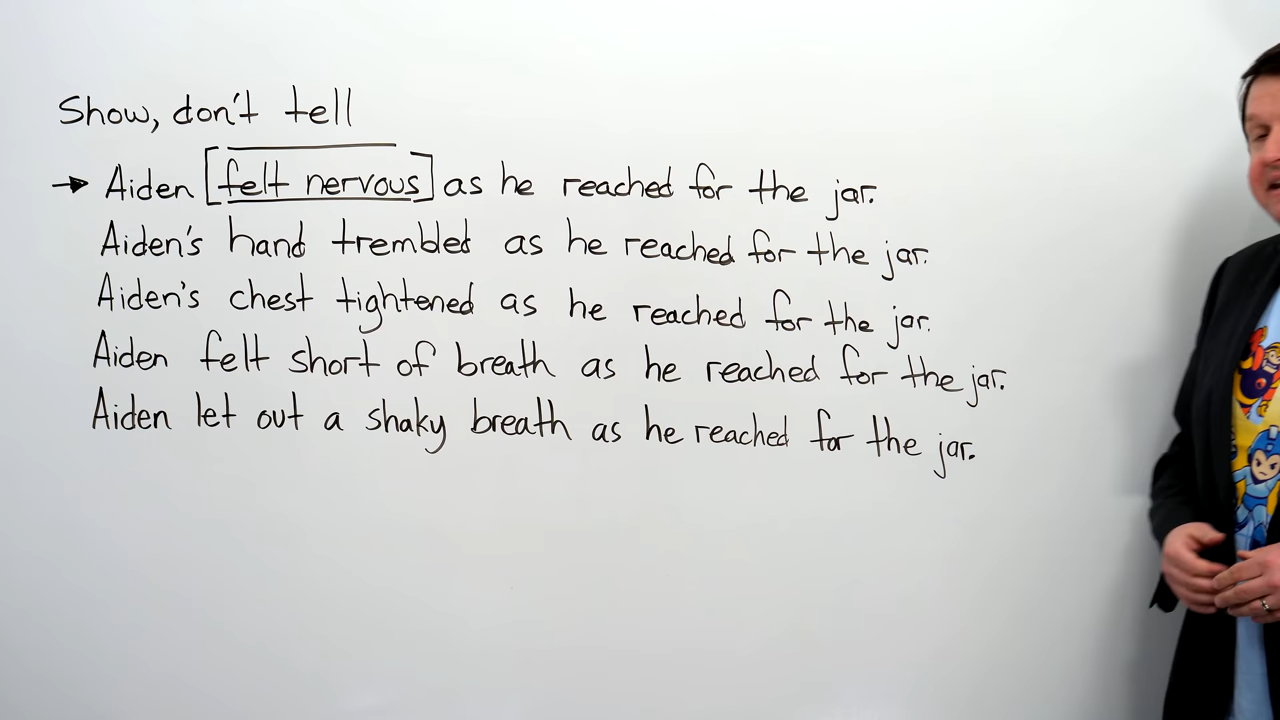 Show, don't tell
→ Aiden [felt nervous] as he reached for the jar.
Aiden's hand trembled as he reached for the jar.
Aiden's chest tightened as he reached for the jar.
Aiden felt short of breath as he reached for the jar.
Aiden let out a shaky breath as he reached for the jar.